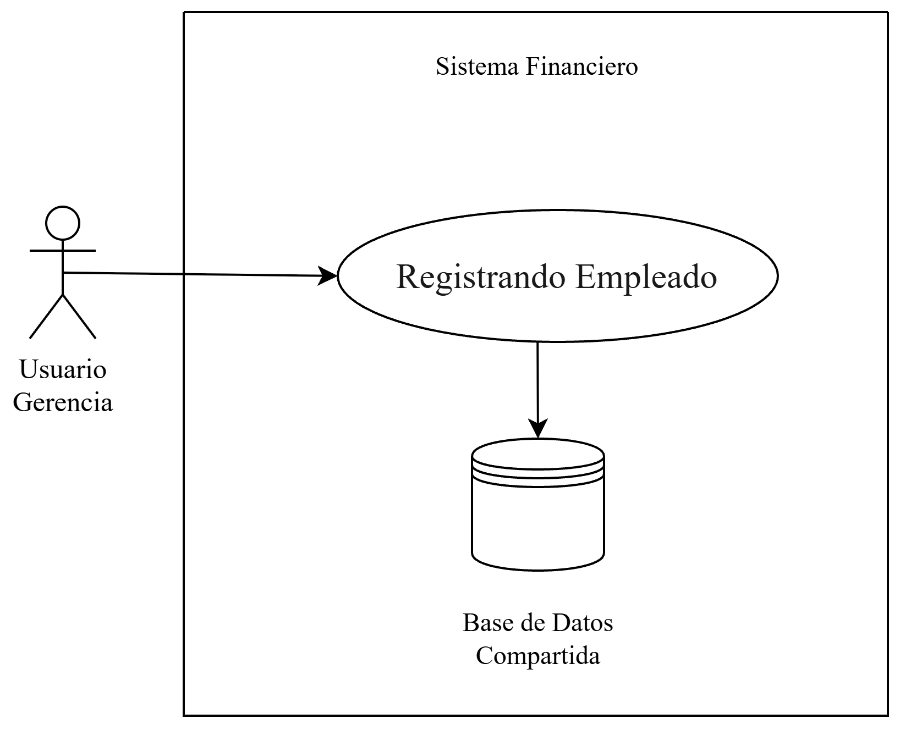 Sistema Financiero
Registrando Empleado
Usuario
Gerencia
Base de Datos
Compartida